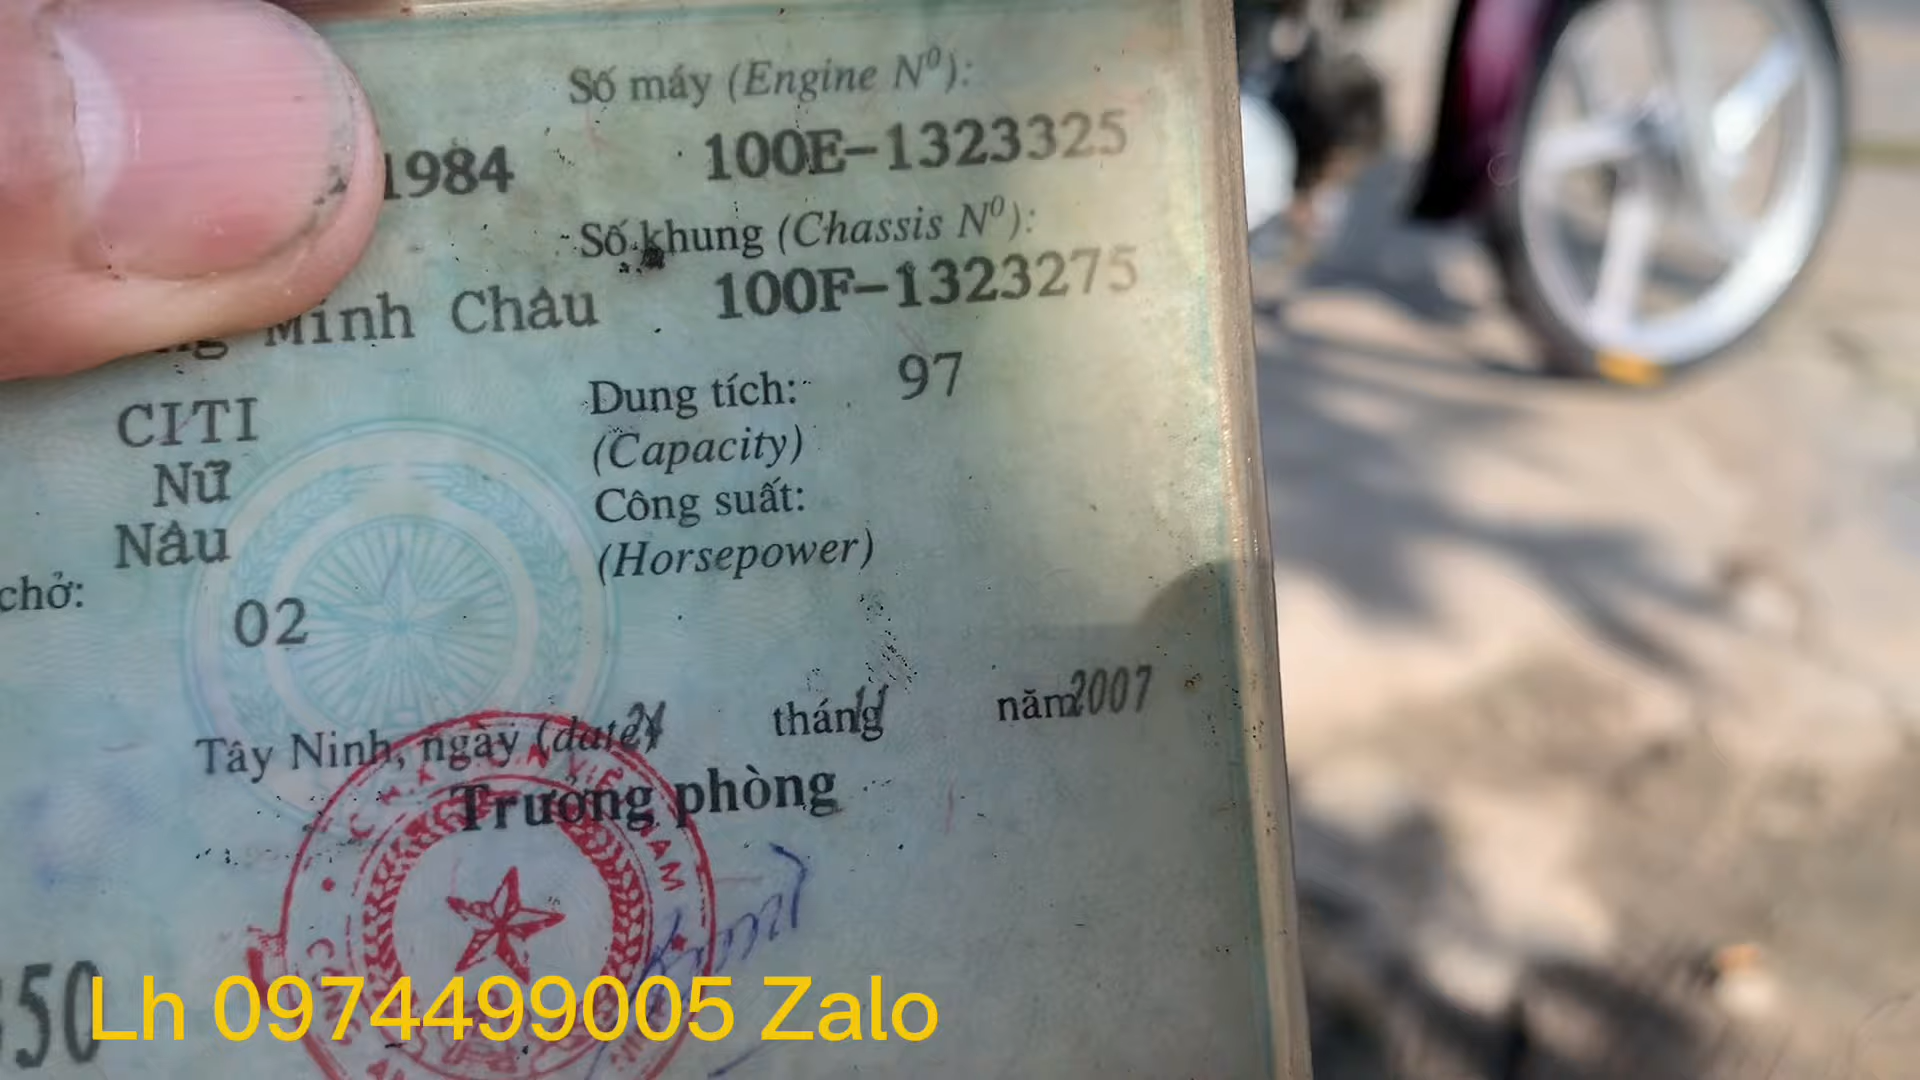 Số máy (Engine N⁰):
1984 100E-1323325
Số khung (Chassis N⁰):
Minh Châu 100F-1323275
CITI Dung tích: 97
(Capacity)
Nữ Công suất:
Nâu (Horsepower)
chở: 02
Tây Ninh, ngày (date) tháng 11 năm 2007
Trưởng phòng
50
Lh 0974499005 Zalo